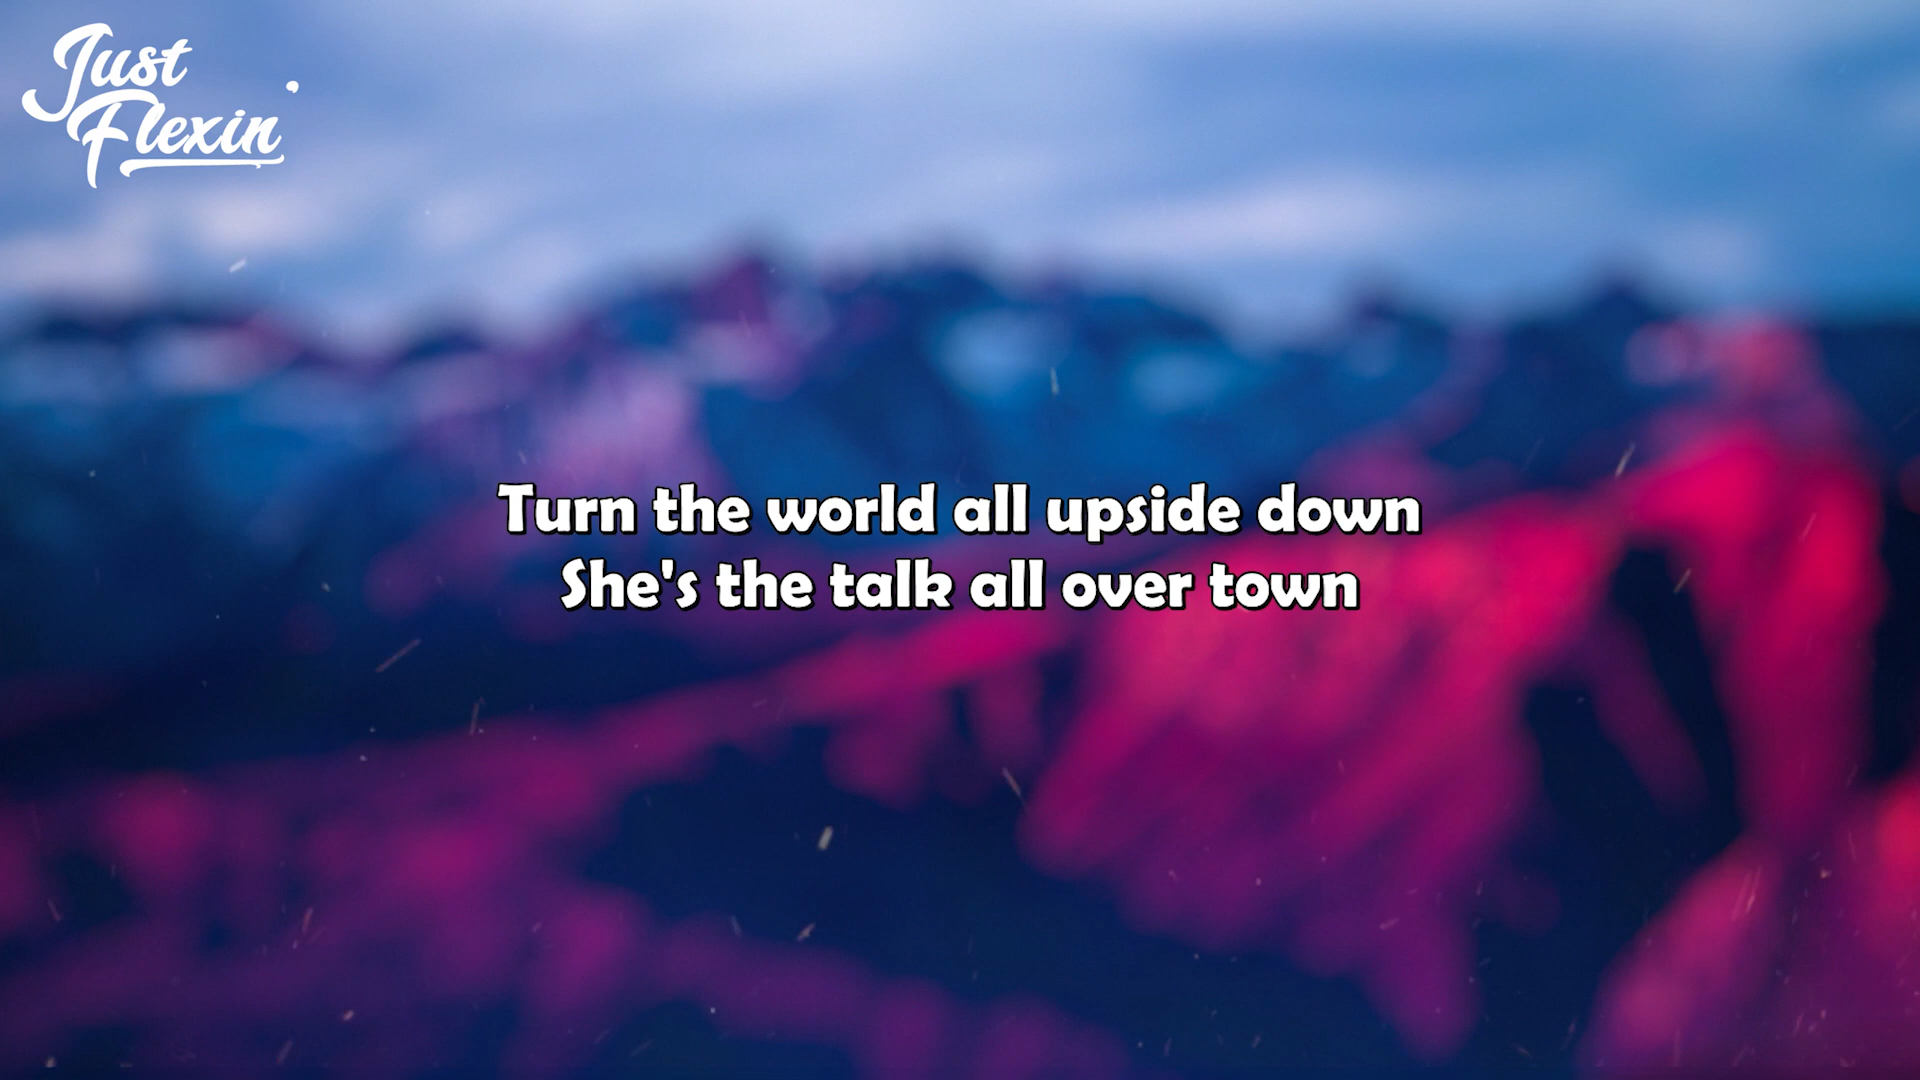 Just
Flexin'
Turn the world all upside down
She's the talk all over town